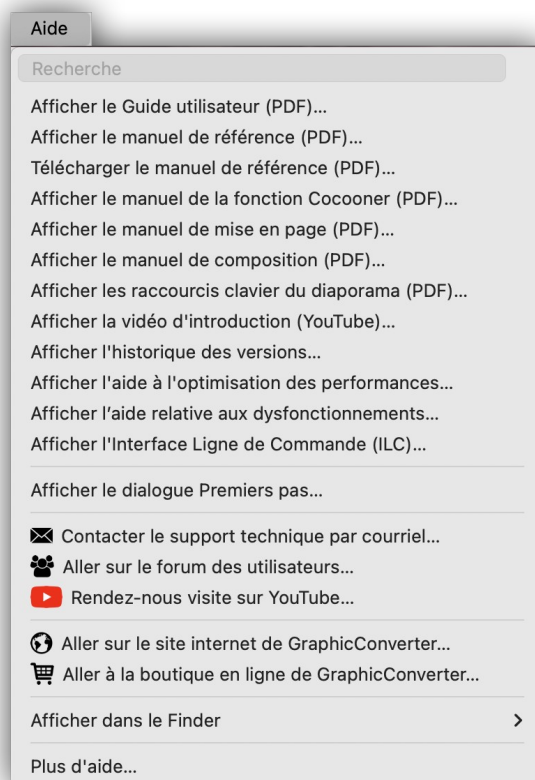 Aide
Recherche
Afficher le Guide utilisateur (PDF)...
Afficher le manuel de référence (PDF)...
Télécharger le manuel de référence (PDF)...
Afficher le manuel de la fonction Cocooner (PDF)...
Afficher le manuel de mise en page (PDF)...
Afficher le manuel de composition (PDF)...
Afficher les raccourcis clavier du diaporama (PDF)...
Afficher la vidéo d'introduction (YouTube)...
Afficher l'historique des versions...
Afficher l'aide à l'optimisation des performances...
Afficher l’aide relative aux dysfonctionnements...
Afficher l'Interface Ligne de Commande (ILC)...
Afficher le dialogue Premiers pas...
Contacter le support technique par courriel...
Aller sur le forum des utilisateurs...
Rendez-nous visite sur YouTube...
Aller sur le site internet de GraphicConverter...
Aller à la boutique en ligne de GraphicConverter...
Afficher dans le Finder
Plus d'aide...